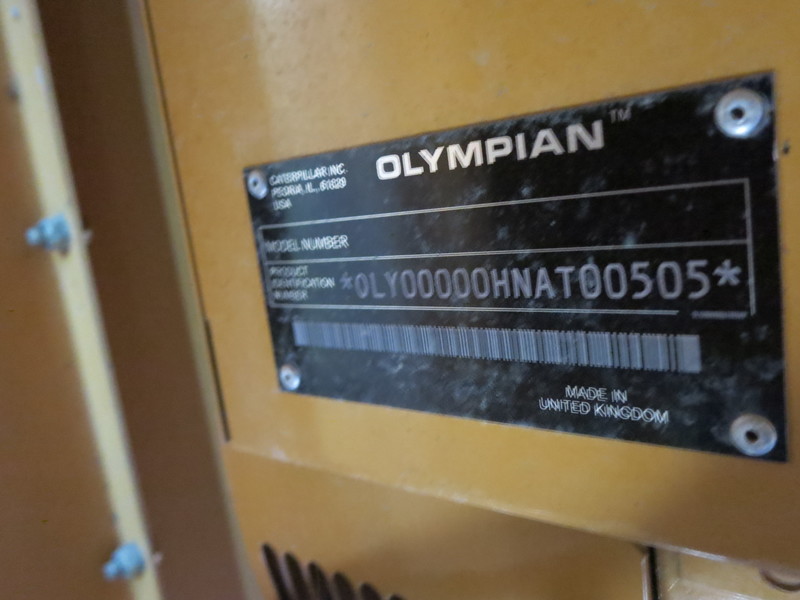 OLYMPIAN™
CATERPILLAR INC.
PEORIA, IL, 61629
USA
MODEL NUMBER
PRODUCT
IDENTIFICATION
NUMBER
*OLY00000HNAT00505*
MADE IN
UNITED KINGDOM